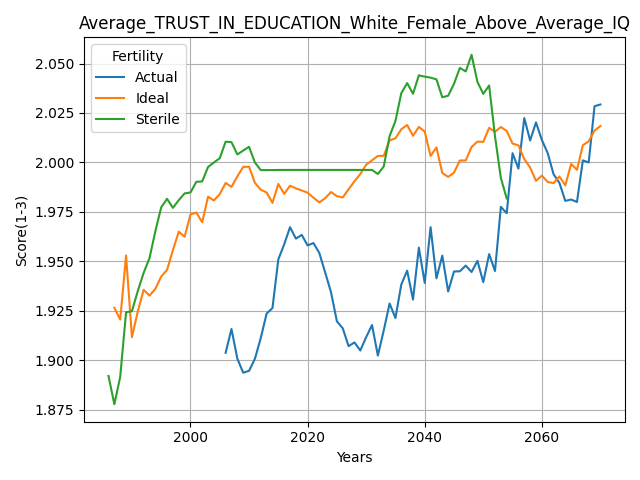 Average_TRUST_IN_EDUCATION_White_Female_Above_Average_IQ
Fertility
Actual
Ideal
Sterile
Score(1-3)
2.050
2.025
2.000
1.975
1.950
1.925
1.900
1.875
2000 2020 2040 2060
Years